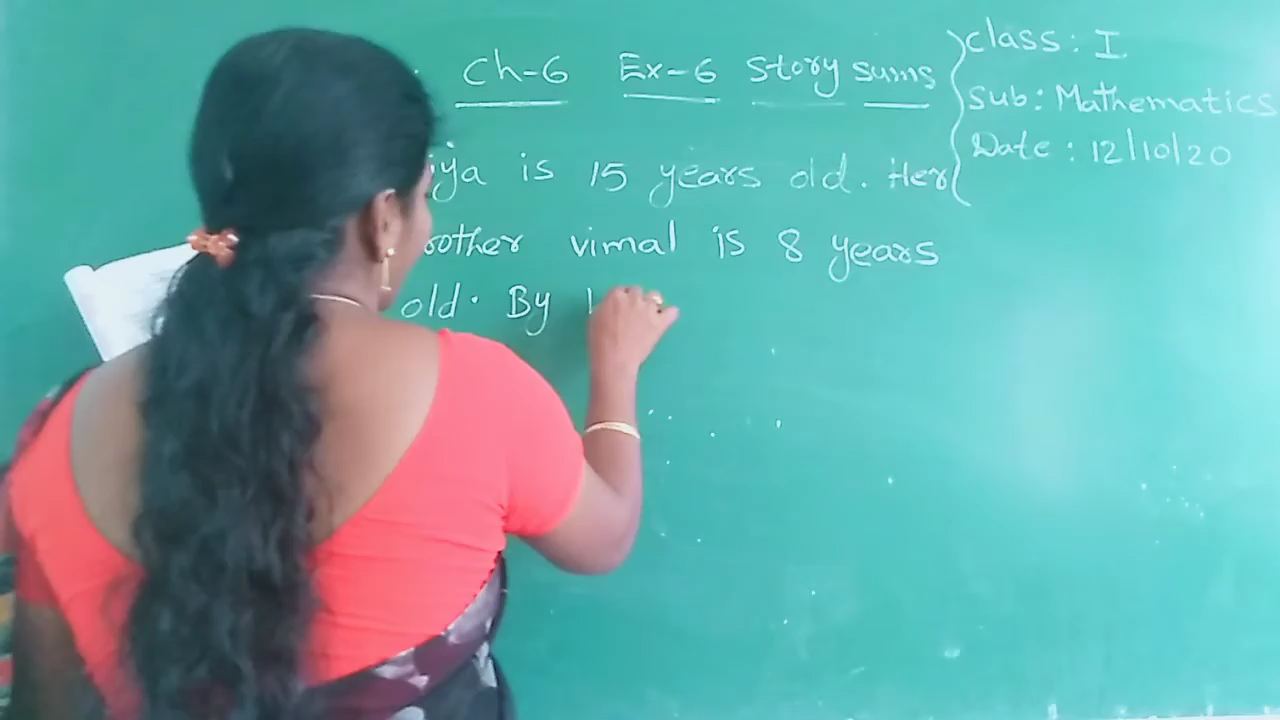 Ch-6 Ex-6 Story sums
Class: I
Sub: Mathematics
Date: 12/10/20
is 15 years old. Her
vimal is 8 years
old. By